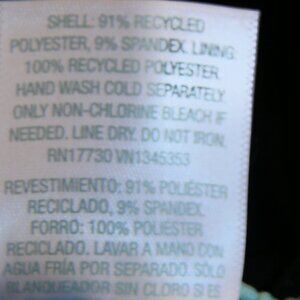 SHELL: 91% RECYCLED
POLYESTER, 9% SPANDEX. LINING:
100% RECYCLED POLYESTER.
HAND WASH COLD SEPARATELY.
ONLY NON-CHLORINE BLEACH IF
NEEDED. LINE DRY. DO NOT IRON.
RN17730 VN1345353
REVESTIMIENTO: 91% POLIÉSTER
RECICLADO, 9% SPANDEX.
FORRO: 100% POLIESTER
RECICLADO. LAVAR A MANO CON
AGUA FRÍA POR SEPARADO. SÓLO
BLANQUEADOR SIN CLORO SI ES